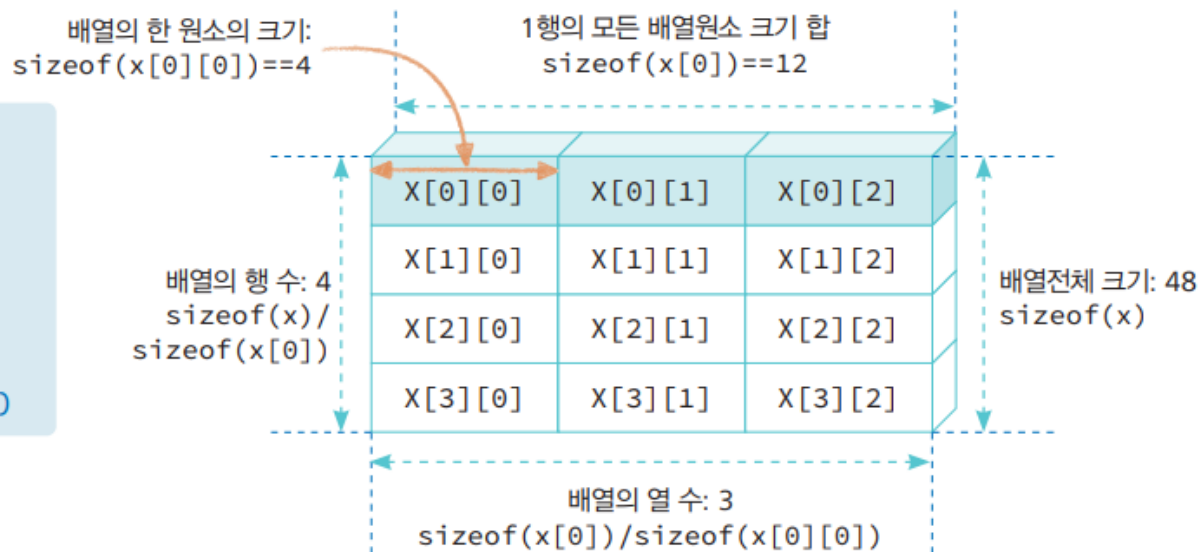 배열의 한 원소의 크기:
sizeof(x[0][0])==4
1행의 모든 배열원소 크기 합
sizeof(x[0])==12
X[0][0] X[0][1] X[0][2]
X[1][0] X[1][1] X[1][2]
X[2][0] X[2][1] X[2][2]
X[3][0] X[3][1] X[3][2]
배열의 행 수: 4
sizeof(x)/
sizeof(x[0])
배열전체 크기: 48
sizeof(x)
배열의 열 수: 3
sizeof(x[0])/sizeof(x[0][0])